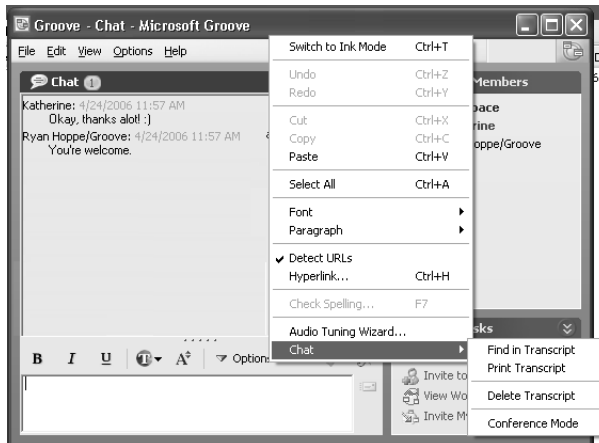 Groove - Chat - Microsoft Groove
File Edit View Options Help
Chat 1
Katherine: 4/24/2006 11:57 AM
Okay, thanks alot! :)
Ryan Hoppe/Groove: 4/24/2006 11:57 AM
You're welcome.
Switch to Ink Mode Ctrl+T
Undo Ctrl+Z
Redo Ctrl+Y
Cut Ctrl+X
Copy Ctrl+C
Paste Ctrl+V
Select All Ctrl+A
Font
Paragraph
Detect URLs
Hyperlink... Ctrl+H
Check Spelling... F7
Audio Tuning Wizard...
Chat
Find in Transcript
Print Transcript
Delete Transcript
Conference Mode
Members
pace
rine
oppe/Groove
sks
B I U A Option
Invite to
View Wo
Invite M